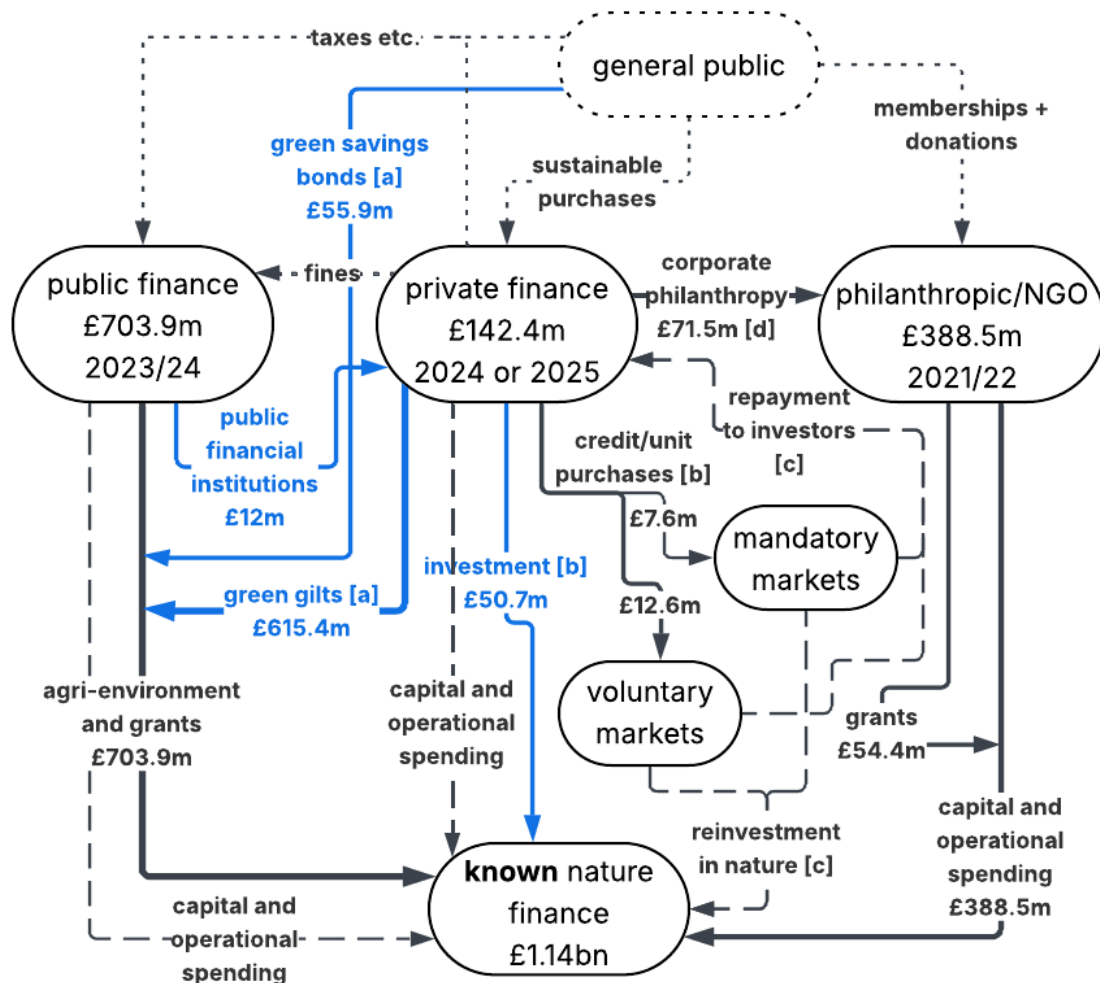 taxes etc.
general public
memberships +
donations
green savings
bonds [a]
£55.9m
sustainable
purchases
public finance
£703.9m
2023/24
fines
private finance
£142.4m
2024 or 2025
corporate
philanthropy
£71.5m [d]
philanthropic/NGO
£388.5m
2021/22
repayment
to investors
[c]
public
financial
institutions
£12m
credit/unit
purchases [b]
£7.6m
mandatory
markets
investment [b]
£50.7m
green gilts [a]
£615.4m
£12.6m
agri-environment
and grants
£703.9m
capital and
operational
spending
voluntary
markets
grants
£54.4m
reinvestment
in nature [c]
capital and
operational
spending
£388.5m
known nature
finance
£1.14bn
capital and
operational
spending